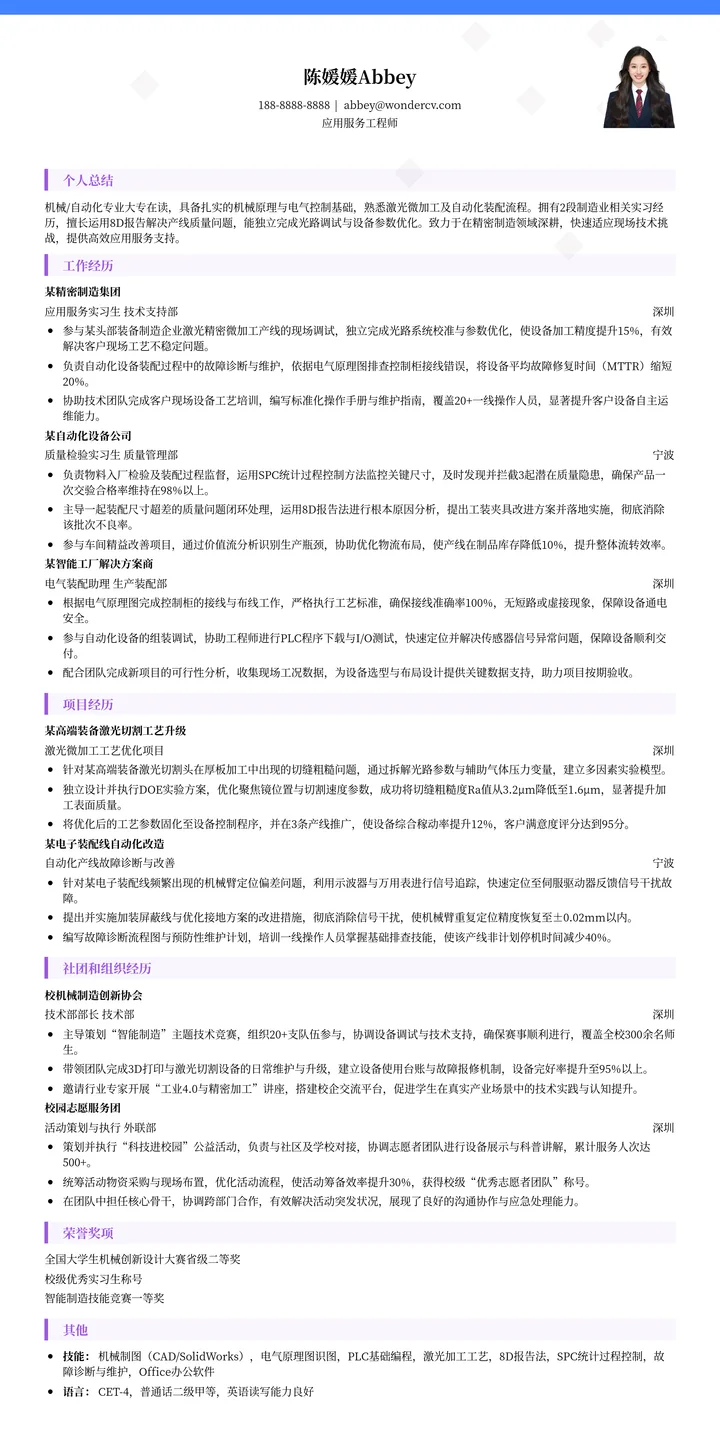 陈媛媛Abbey
188-8888-8888 | abbey@wondercv.com
应用服务工程师
个人总结
机械/自动化专业大专在读，具备扎实的机械原理与电气控制基础，熟悉激光微加工及自动化装配流程。拥有2段制造业相关实习经
历，擅长运用8D报告解决产线质量问题，能独立完成光路调试与设备参数优化。致力于在精密制造领域深耕，快速适应现场技术挑
战，提供高效应用服务支持。
工作经历
某精密制造集团
应用服务实习生 技术支持部 深圳
• 参与某头部装备制造企业激光精密微加工产线的现场调试，独立完成光路系统校准与参数优化，使设备加工精度提升15%，有效
解决客户现场工艺不稳定问题。
• 负责自动化设备装配过程中的故障诊断与维护，依据电气原理图排查控制柜接线错误，将设备平均故障修复时间（MTTR）缩短
20%。
• 协助技术团队完成客户现场设备工艺培训，编写标准化操作手册与维护指南，覆盖20+一线操作人员，显著提升客户设备自主运
维能力。
某自动化设备公司
质量检验实习生 质量管理部 宁波
• 负责物料入厂检验及装配过程监督，运用SPC统计过程控制方法监控关键尺寸，及时发现并拦截3起潜在质量隐患，确保产品一
次交验合格率维持在98%以上。
• 主导一起装配尺寸超差的质量问题闭环处理，运用8D报告法进行根本原因分析，提出工装夹具改进方案并落地实施，彻底消除
该批次不良率。
• 参与车间精益改善项目，通过价值流分析识别生产瓶颈，协助优化物流布局，使产线在制品库存降低10%，提升整体流转效率。
某智能工厂解决方案商
电气装配助理 生产装配部 深圳
• 根据电气原理图完成控制柜的接线与布线工作，严格执行工艺标准，确保接线准确率100%，无短路或虚接现象，保障设备通电
安全。
• 参与自动化设备的组装调试，协助工程师进行PLC程序下载与I/O测试，快速定位并解决传感器信号异常问题，保障设备顺利交
付。
• 配合团队完成新项目的可行性分析，收集现场工况数据，为设备选型与布局设计提供关键数据支持，助力项目按期验收。
项目经历
某高端装备激光切割工艺升级
激光微加工工艺优化项目 深圳
• 针对某高端装备激光切割头在厚板加工中出现的切缝粗糙问题，通过拆解光路参数与辅助气体压力变量，建立多因素实验模型。
• 独立设计并执行DOE实验方案，优化聚焦镜位置与切割速度参数，成功将切缝粗糙度Ra值从3.2μm降低至1.6μm，显著提升加
工表面质量。
• 将优化后的工艺参数固化至设备控制程序，并在3条产线推广，使设备综合稼动率提升12%，客户满意度评分达到95分。
某电子装配线自动化改造
自动化产线故障诊断与改善 宁波
• 针对某电子装配线频繁出现的机械臂定位偏差问题，利用示波器与万用表进行信号追踪，快速定位至伺服驱动器反馈信号干扰故
障。
• 提出并实施加装屏蔽线与优化接地方案的改进措施，彻底消除信号干扰，使机械臂重复定位精度恢复至±0.02mm以内。
• 编写故障诊断流程图与预防性维护计划，培训一线操作人员掌握基础排查技能，使该产线非计划停机时间减少40%。
社团和组织经历
校机械制造创新协会
技术部部长 技术部 深圳
• 主导策划“智能制造”主题技术竞赛，组织20+支队伍参与，协调设备调试与技术支持，确保赛事顺利进行，覆盖全校300余名师
生。
• 带领团队完成3D打印与激光切割设备的日常维护与升级，建立设备使用台账与故障报修机制，设备完好率提升至95%以上。
• 邀请行业专家开展“工业4.0与精密加工”讲座，搭建校企交流平台，促进学生在真实产业场景中的技术实践与认知提升。
校园志愿服务团
活动策划与执行 外联部 深圳
• 策划并执行“科技进校园”公益活动，负责与社区及学校对接，协调志愿者团队进行设备展示与科普讲解，累计服务人次达
500+。
• 统筹活动物资采购与现场布置，优化活动流程，使活动筹备效率提升30%，获得校级“优秀志愿者团队”称号。
• 在团队中担任核心骨干，协调跨部门合作，有效解决活动突发状况，展现了良好的沟通协作与应急处理能力。
荣誉奖项
全国大学生机械创新设计大赛省级二等奖
校级优秀实习生称号
智能制造技能竞赛一等奖
其他
• 技能： 机械制图（CAD/SolidWorks），电气原理图识图，PLC基础编程，激光加工工艺，8D报告法，SPC统计过程控制，故
障诊断与维护，Office办公软件
• 语言： CET-4，普通话二级甲等，英语读写能力良好